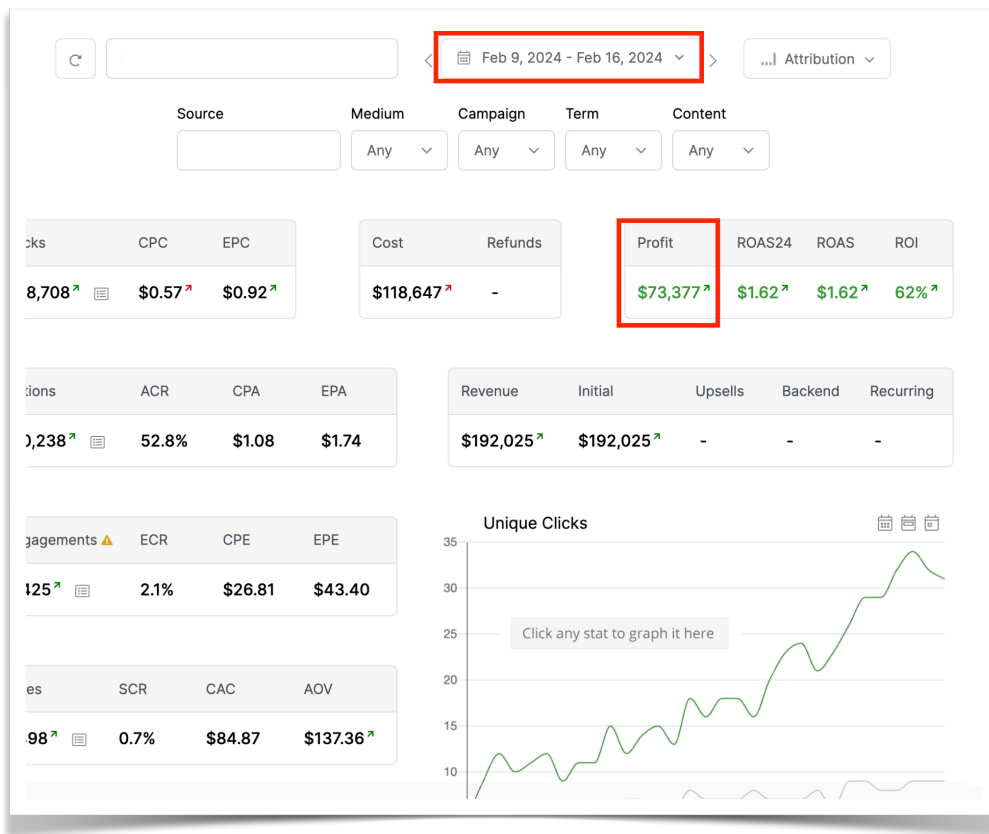 Feb 9, 2024 - Feb 16, 2024 Attribution
Source Medium Campaign Term Content
Any Any Any Any
cks CPC EPC Cost Refunds Profit ROAS24 ROAS ROI
8,708 $0.57 $0.92 $118,647 - $73,377 $1.62 $1.62 62%
tions ACR CPA EPA Revenue Initial Upsells Backend Recurring
0,238 52.8% $1.08 $1.74 $192,025 $192,025 - - -
Unique Clicks
gagements ECR CPE EPE
425 2.1% $26.81 $43.40
es SCR CAC AOV
98 0.7% $84.87 $137.36
35
30
25
Click any stat to graph it here
20
15
10